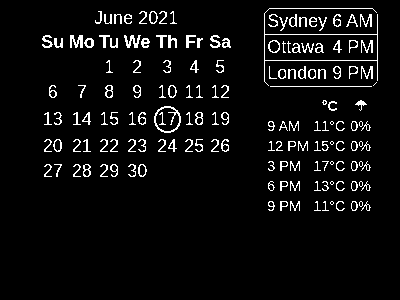 June 2021
Su Mo Tu We Th Fr Sa
1 2 3 4 5
6 7 8 9 10 11 12
13 14 15 16 17 18 19
20 21 22 23 24 25 26
27 28 29 30
Sydney 6 AM
Ottawa 4 PM
London 9 PM
°C ☂
9 AM 11°C 0%
12 PM 15°C 0%
3 PM 17°C 0%
6 PM 13°C 0%
9 PM 11°C 0%